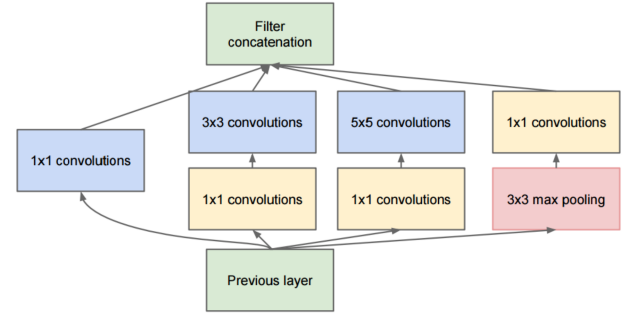 Filter
concatenation
3x3 convolutions
5x5 convolutions
1x1 convolutions
1x1 convolutions
1x1 convolutions
1x1 convolutions
3x3 max pooling
Previous layer